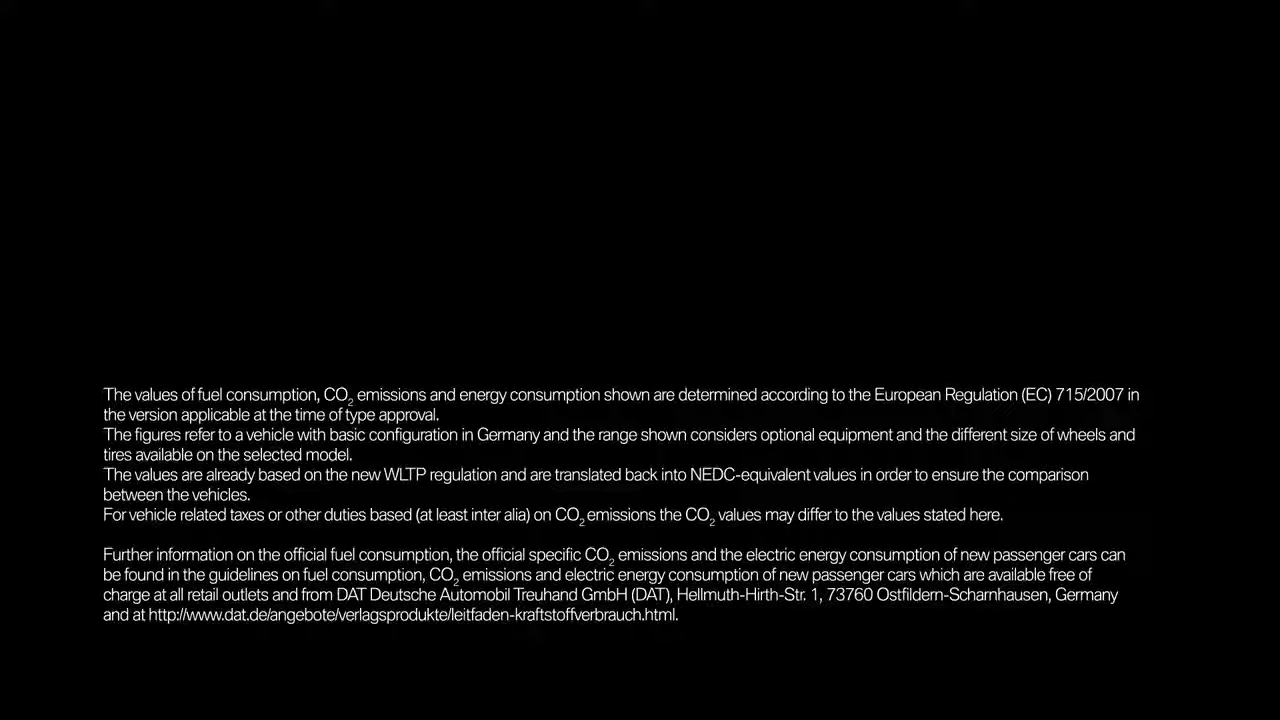 The values of fuel consumption, CO₂ emissions and energy consumption shown are determined according to the European Regulation (EC) 715/2007 in
the version applicable at the time of type approval.
The figures refer to a vehicle with basic configuration in Germany and the range shown considers optional equipment and the different size of wheels and
tires available on the selected model.
The values are already based on the new WLTP regulation and are translated back into NEDC-equivalent values in order to ensure the comparison
between the vehicles.
For vehicle related taxes or other duties based (at least inter alia) on CO₂ emissions the CO₂ values may differ to the values stated here.
Further information on the official fuel consumption, the official specific CO₂ emissions and the electric energy consumption of new passenger cars can
be found in the guidelines on fuel consumption, CO₂ emissions and electric energy consumption of new passenger cars which are available free of
charge at all retail outlets and from DAT Deutsche Automobil Treuhand GmbH (DAT), Hellmuth-Hirth-Str. 1, 73760 Ostfildern-Scharnhausen, Germany
and at http://www.dat.de/angebote/verlagsprodukte/leitfaden-kraftstoffverbrauch.html.